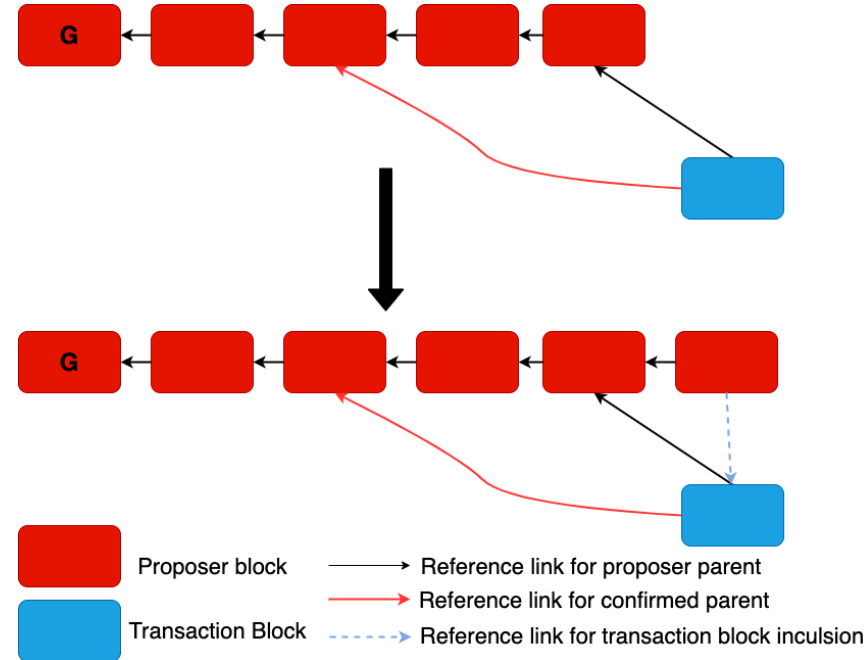 G
G
Proposer block
Reference link for proposer parent
Reference link for confirmed parent
Transaction Block
Reference link for transaction block inculsion